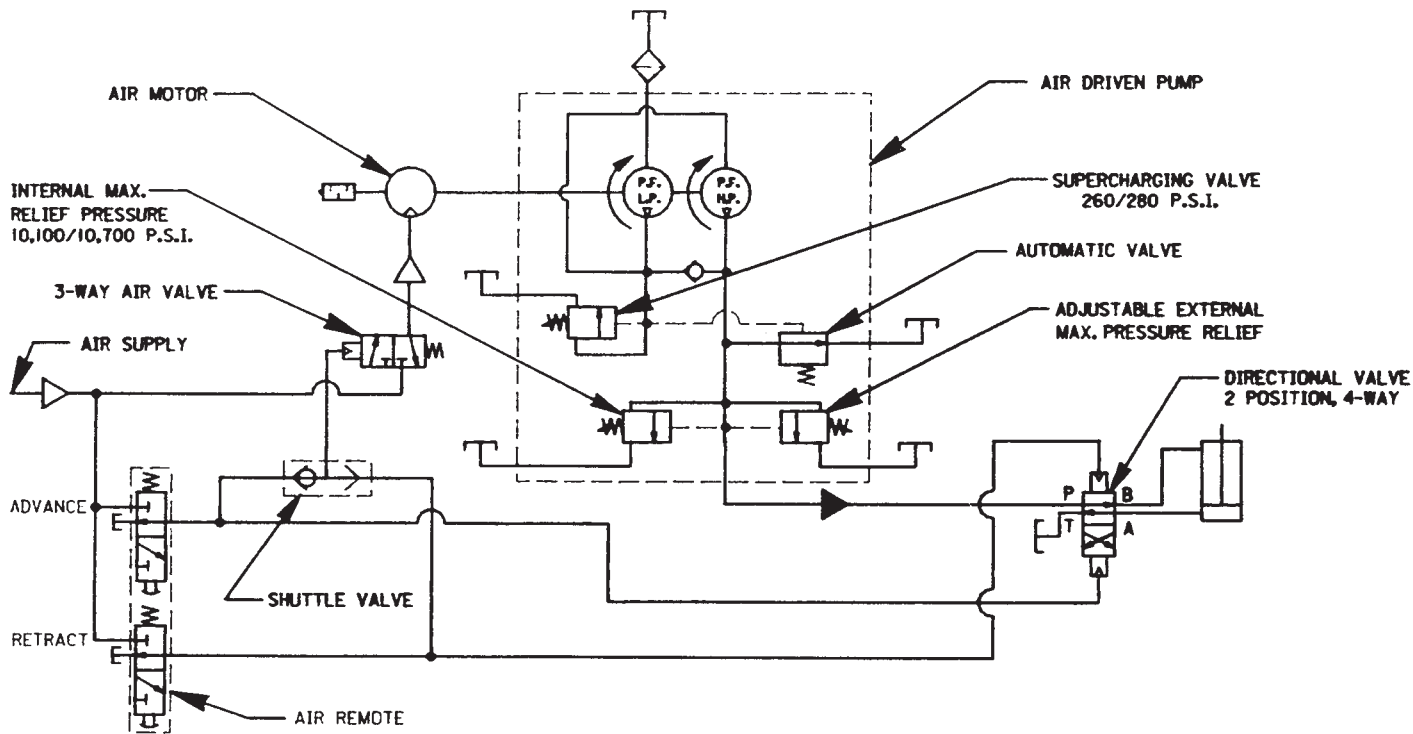 AIR MOTOR
AIR DRIVEN PUMP
INTERNAL MAX.
RELIEF PRESSURE
10,100/10,700 P.S.I.
P.F.
L.P.
P.F.
H.P.
SUPERCHARGING VALVE
260/280 P.S.I.
AUTOMATIC VALVE
3-WAY AIR VALVE
ADJUSTABLE EXTERNAL
MAX. PRESSURE RELIEF
AIR SUPPLY
DIRECTIONAL VALVE
2 POSITION, 4-WAY
ADVANCE
P
B
T
A
SHUTTLE VALVE
RETRACT
AIR REMOTE